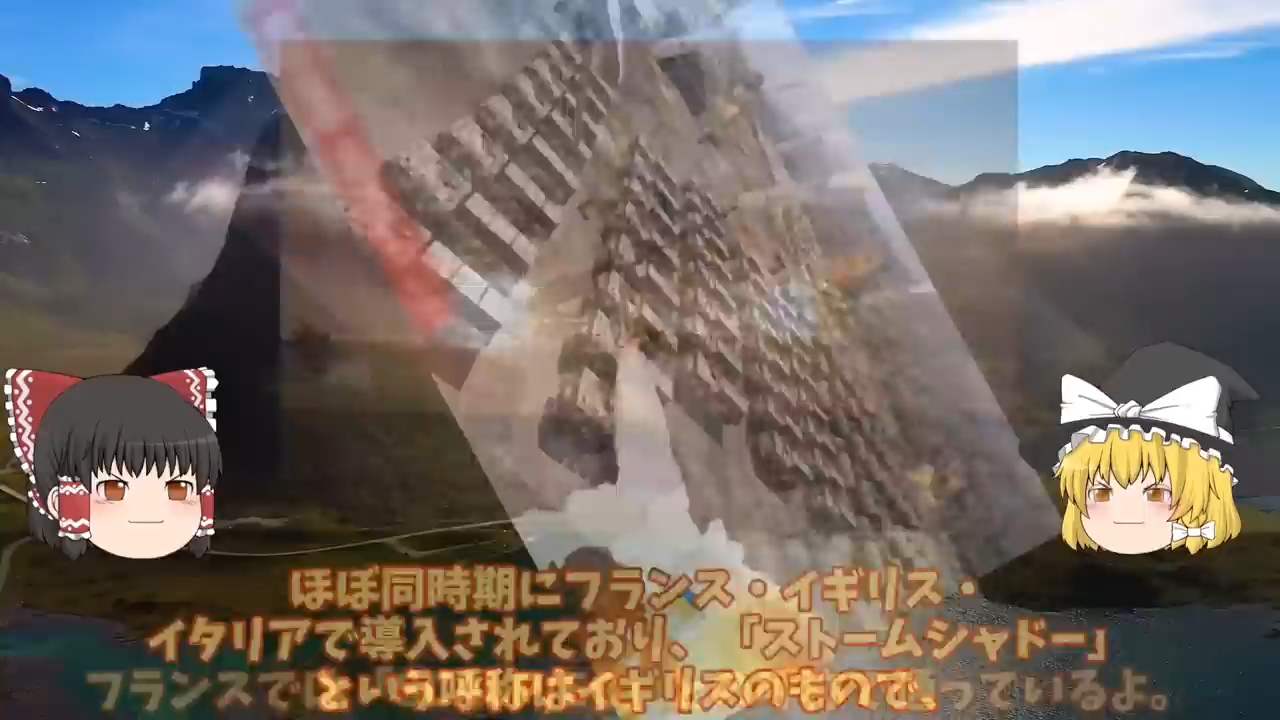 ほぼ同時期にフランス・イギリス・
イタリアで導入されており、「ストームシャドー」
という呼称はイギリスのもので、
フランスでは っているよ。